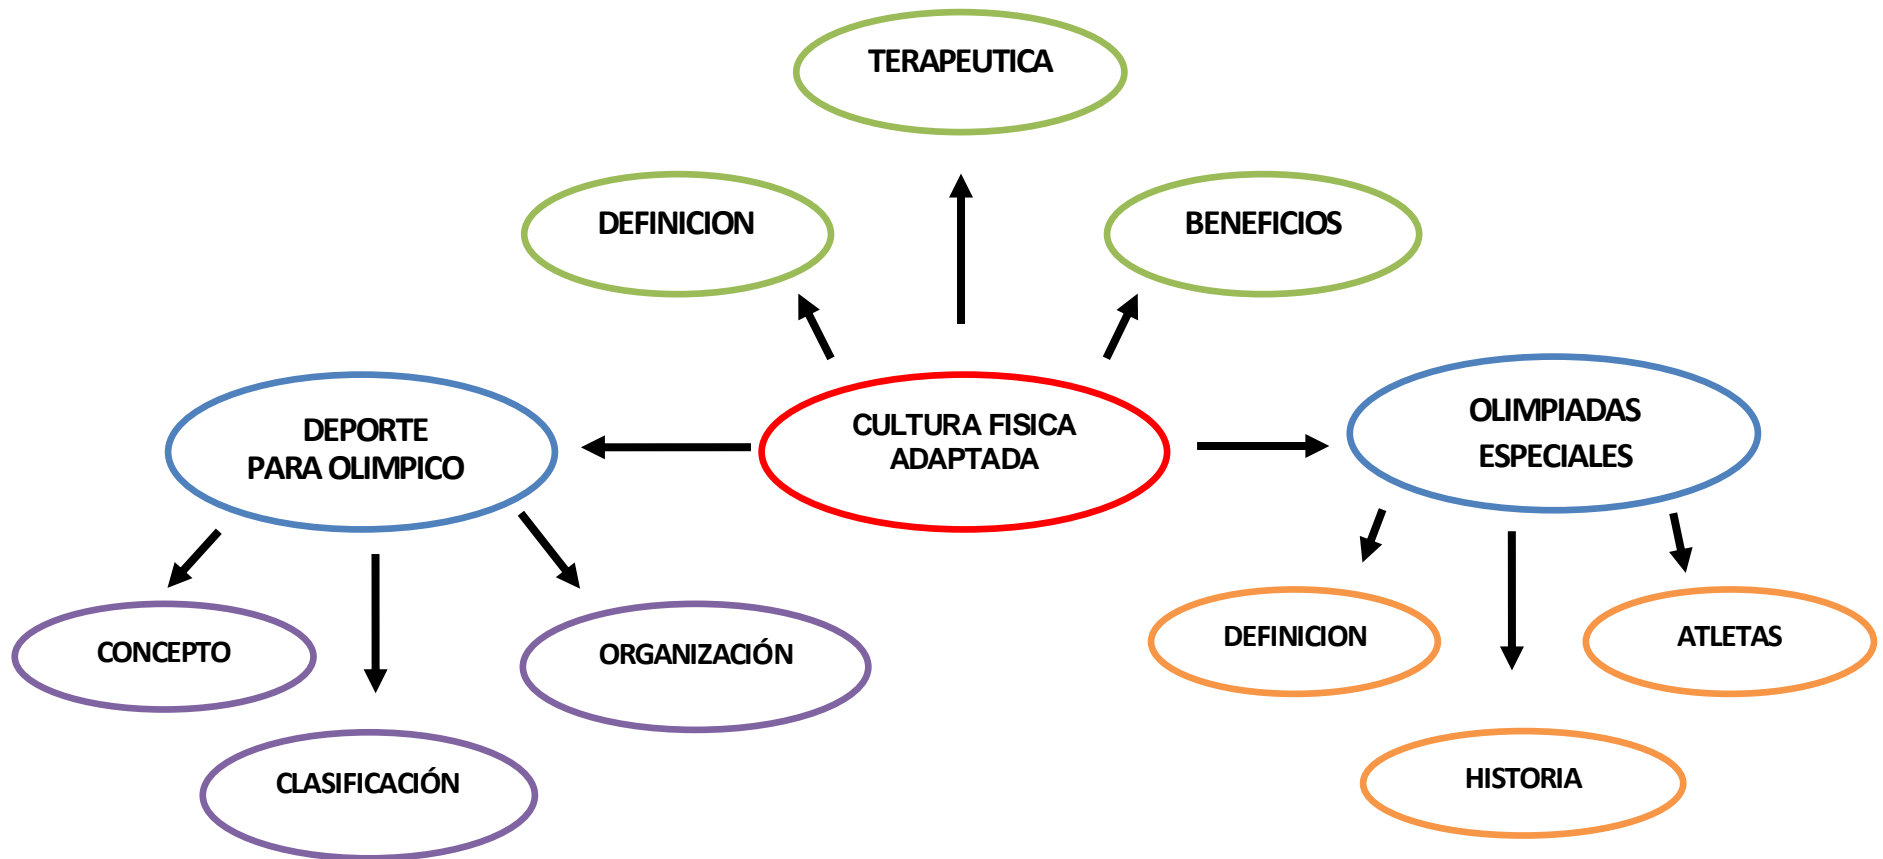 TERAPEUTICA
DEFINICION
BENEFICIOS
DEPORTE
PARA OLIMPICO
CULTURA FISICA
ADAPTADA
OLIMPIADAS
ESPECIALES
CONCEPTO
ORGANIZACIÓN
CLASIFICACIÓN
DEFINICION
ATLETAS
HISTORIA